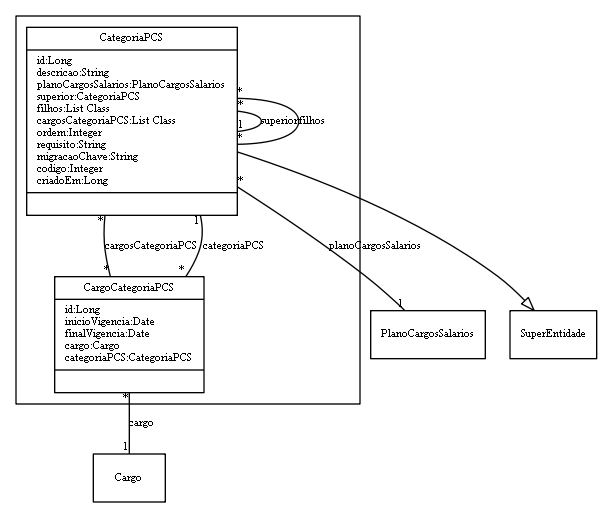 CategoriaPCS
id:Long
descricao:String
planoCargosSalarios:PlanoCargosSalarios
superior:CategoriaPCS
filhos:List Class
cargosCategoriaPCS:List Class
ordem:Integer
requisito:String
migracaoChave:String
codigo:Integer
criadoEm:Long
*
*
1
superior
filhos
*
*
*
1
cargosCategoriaPCS
categoriaPCS
planoCargosSalarios
*
*
1
CargoCategoriaPCS
id:Long
inicioVigencia:Date
finalVigencia:Date
cargo:Cargo
categoriaPCS:CategoriaPCS
PlanoCargosSalarios
SuperEntidade
*
cargo
1
Cargo